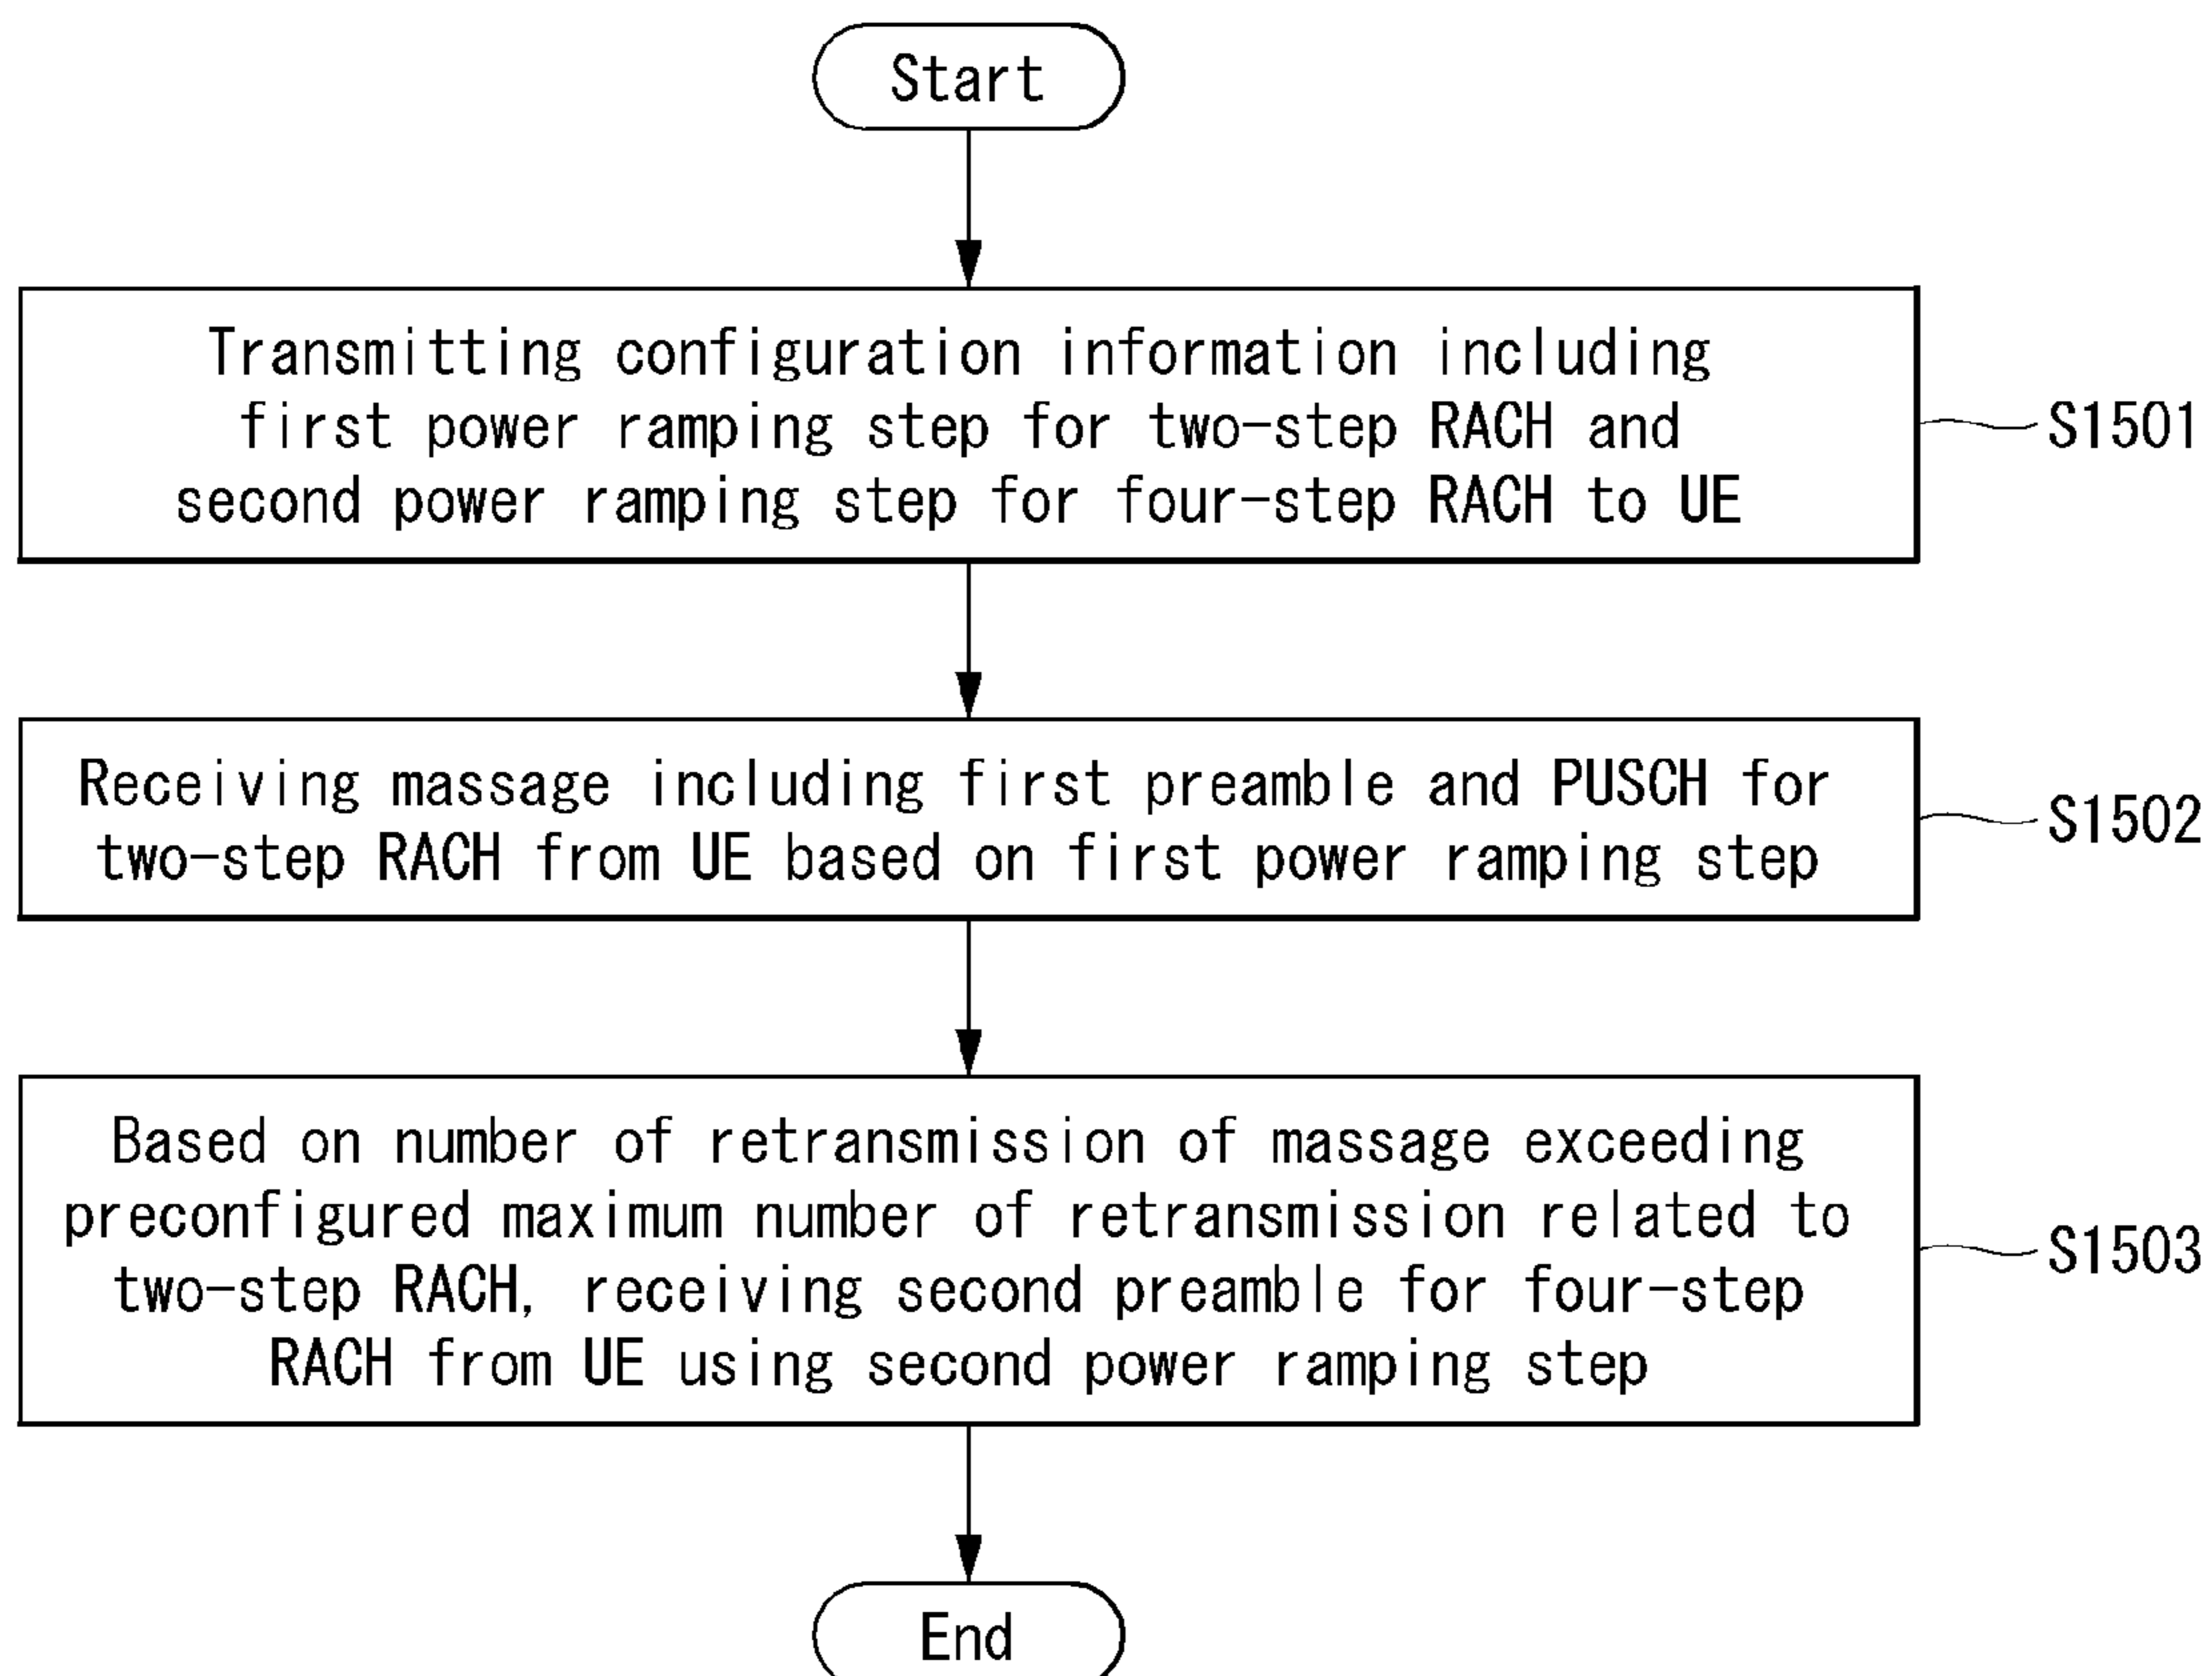 Start
Transmitting configuration information including
first power ramping step for two-step RACH and
second power ramping step for four-step RACH to UE
S1501
Receiving massage including first preamble and PUSCH for
two-step RACH from UE based on first power ramping step
S1502
Based on number of retransmission of massage exceeding
preconfigured maximum number of retransmission related to
two-step RACH, receiving second preamble for four-step
RACH from UE using second power ramping step
S1503
End